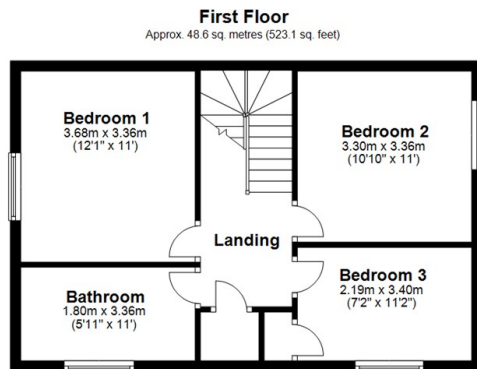 First Floor
Approx. 48.6 sq. metres (523.1 sq. feet)
Bedroom 1
3.68m x 3.36m
(12'1" x 11')
Bedroom 2
3.30m x 3.36m
(10'10" x 11')
Landing
Bathroom
1.80m x 3.36m
(5'11" x 11')
Bedroom 3
2.19m x 3.40m
(7'2" x 11'2")